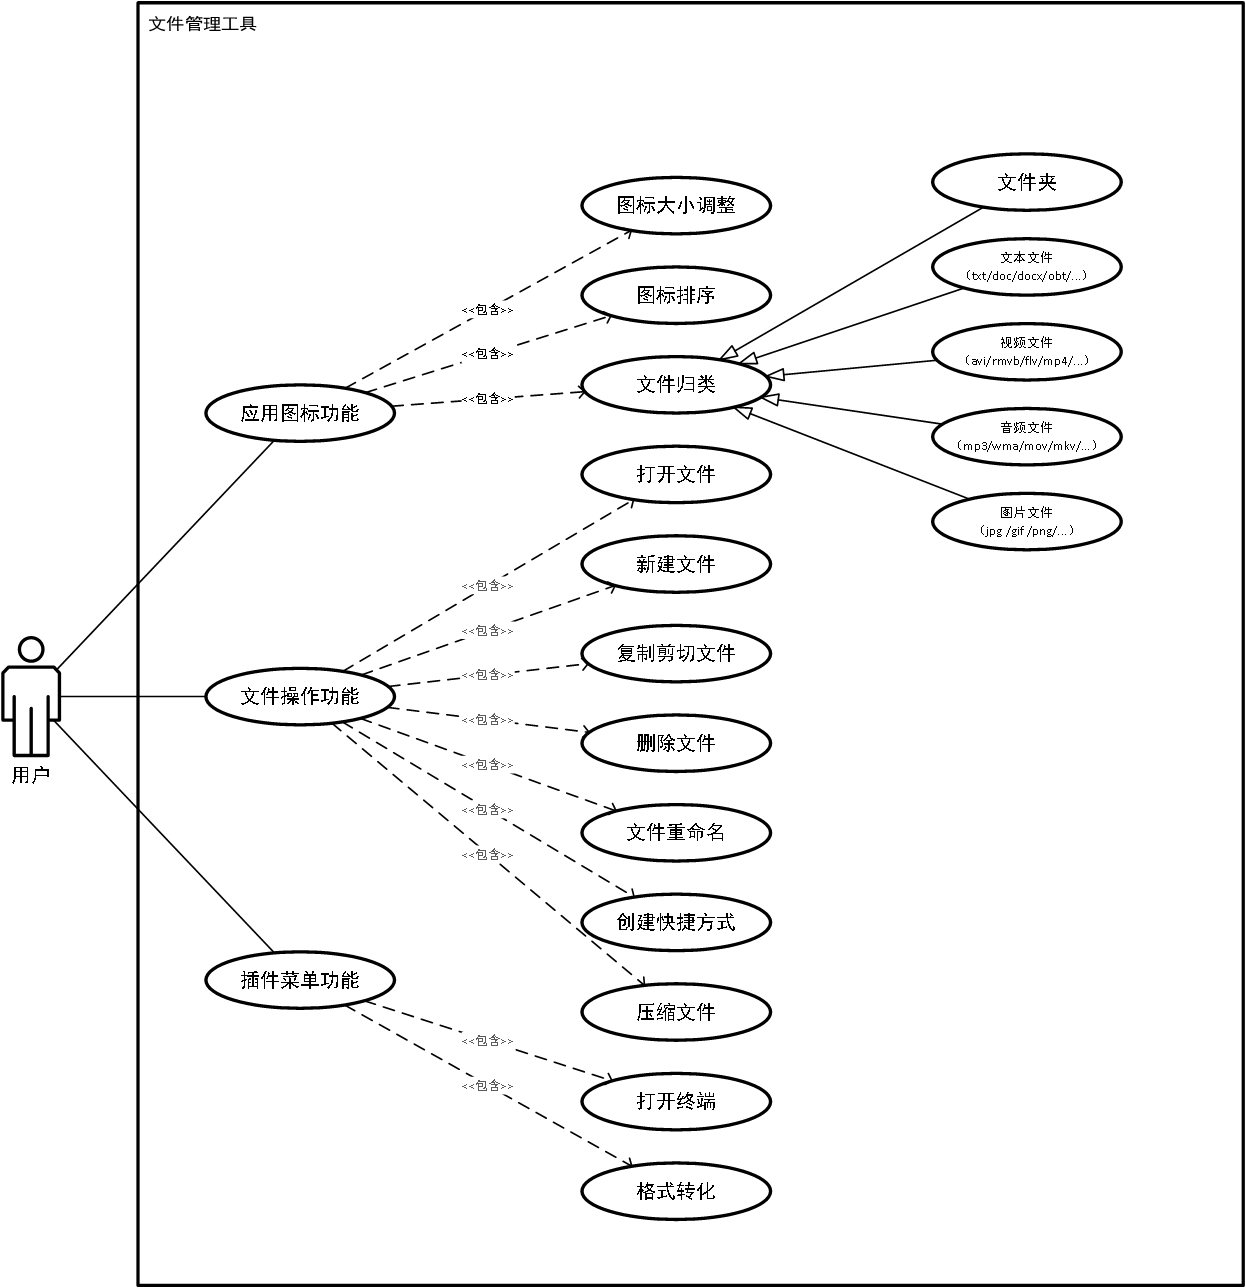 文件管理工具
文件夹
图标大小调整
文本文件
（txt/doc/docx/obt/...）
图标排序
<<包含>>
视频文件
（avi/rmvb/flv/mp4/...）
<<包含>>
文件归类
<<包含>>
应用图标功能
音频文件
（mp3/wma/mov/mkv/...）
打开文件
图片文件
（jpg /gif /png/...）
新建文件
<<包含>>
<<包含>>
复制剪切文件
<<包含>>
文件操作功能
<<包含>>
删除文件
<<包含>>
用户
<<包含>>
文件重命名
<<包含>>
创建快捷方式
插件菜单功能
压缩文件
<<包含>>
<<包含>>
打开终端
格式转化